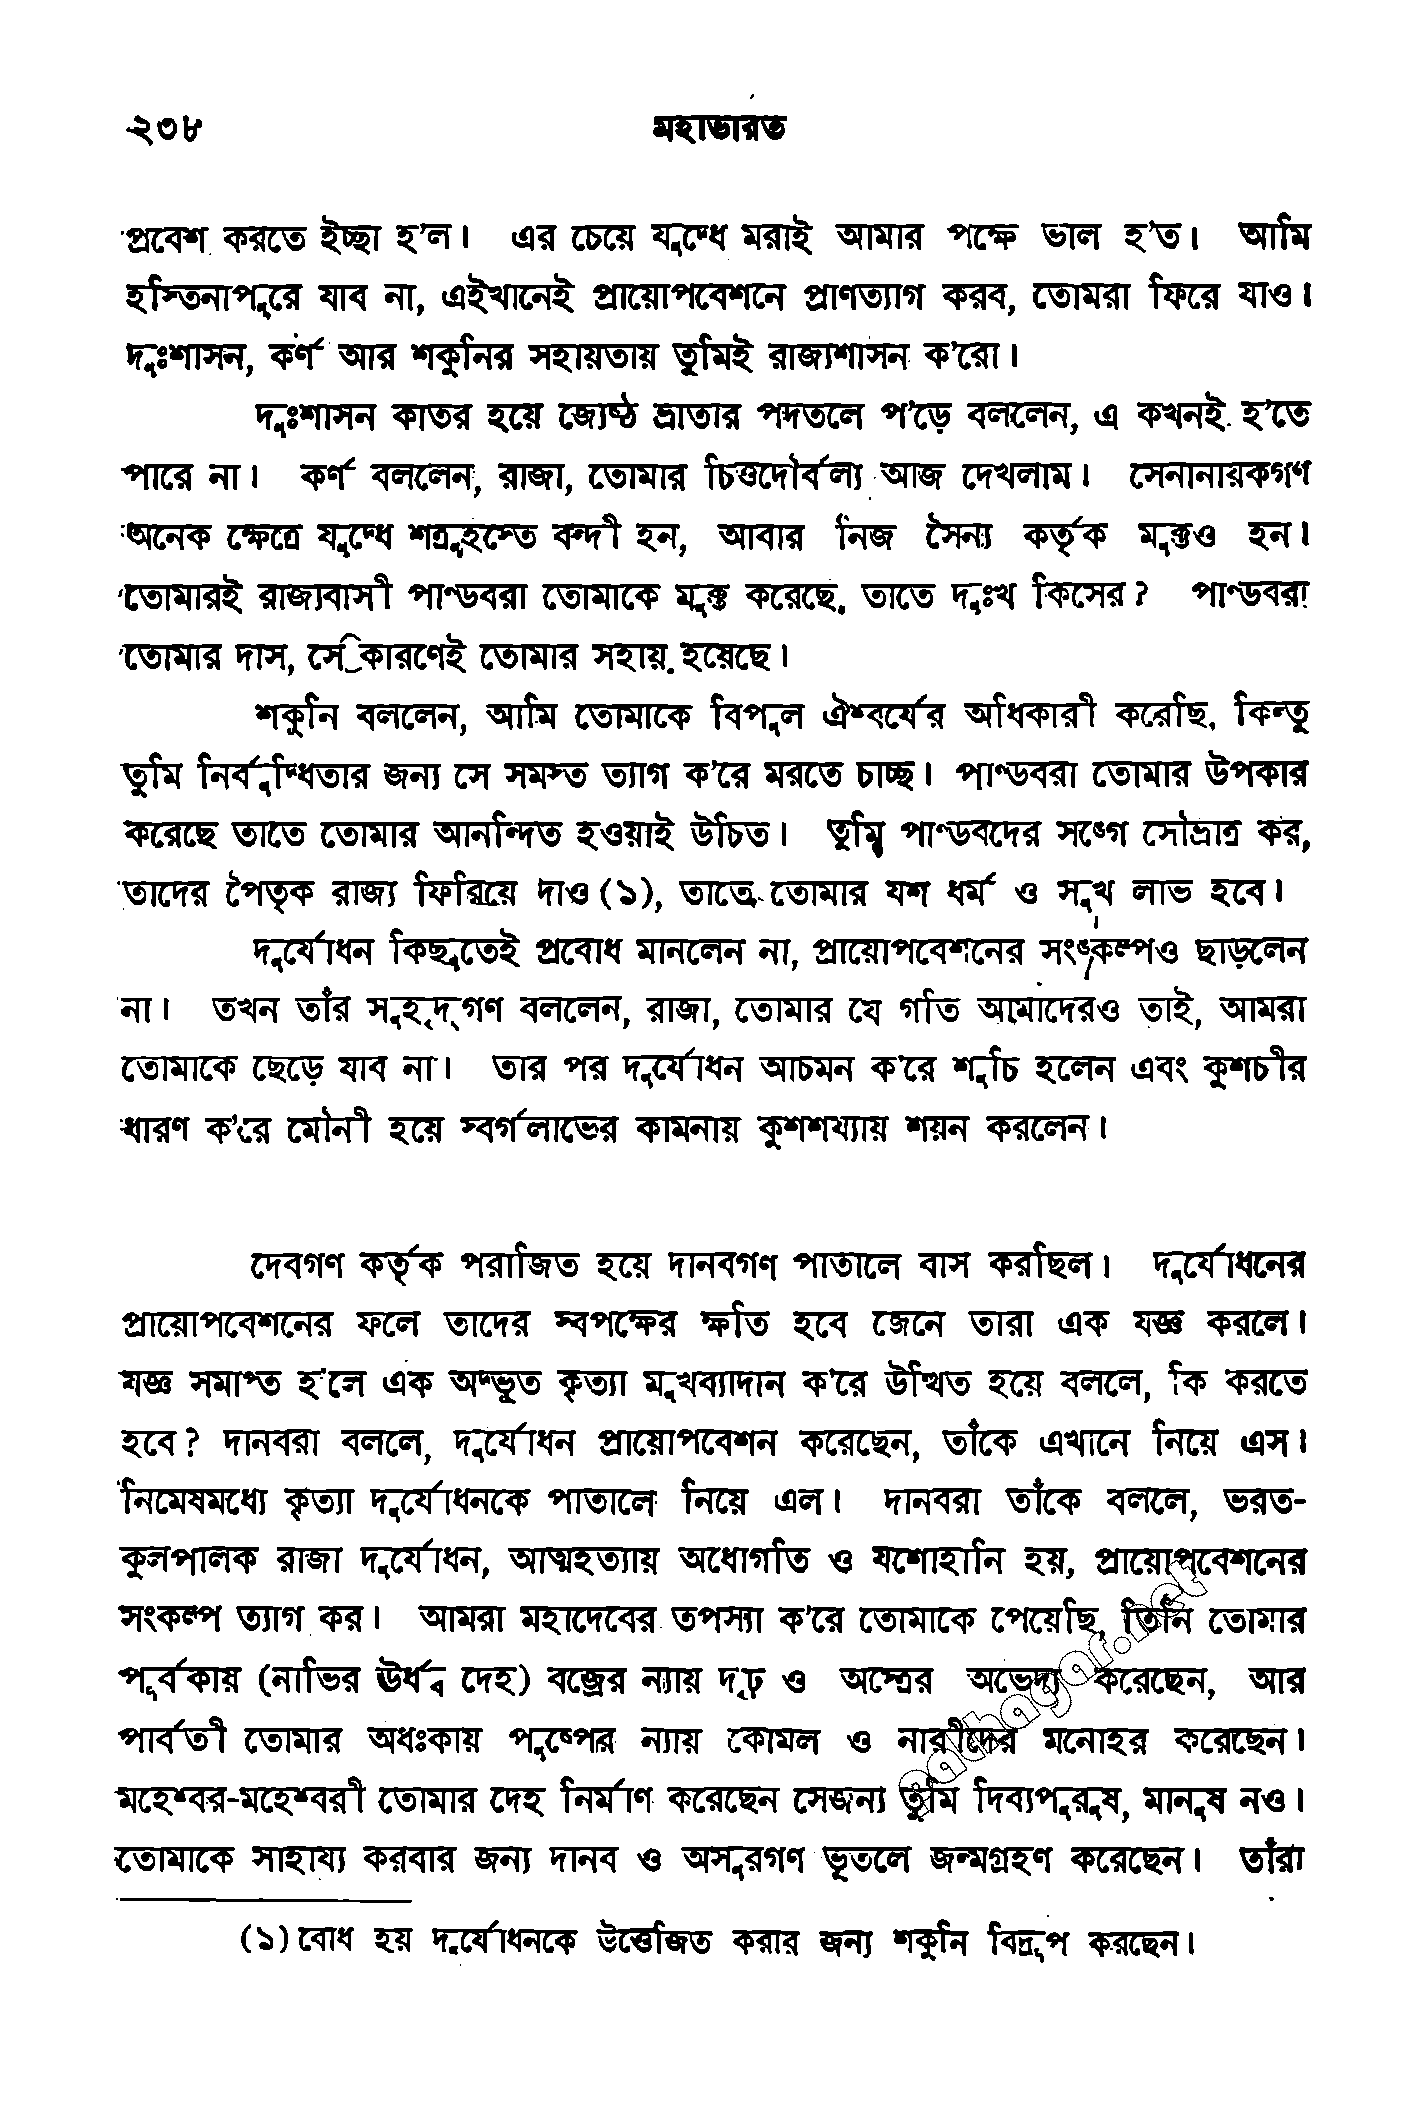 ২৩৮ মহাভারত
প্রবেশ করতে ইচ্ছা হ'ল। এর চেয়ে যুদ্ধে মরাই আমার পক্ষে ভাল হ'ত। আমি
হস্তিনাপুরে যাব না, এইখানেই প্রায়োপবেশনে প্রাণত্যাগ করব, তোমরা ফিরে যাও।
দুঃশাসন, কর্ণ আর শকুনির সহায়তায় তুমিই রাজ্যশাসন ক'রো।
দুঃশাসন কাতর হয়ে জ্যেষ্ঠ ভ্রাতার পদতলে প'ড়ে বললেন, এ কখনই হ'তে
পারে না। কর্ণ বললেন, রাজা, তোমার চিত্তদৌর্বল্য আজ দেখলাম। সেনানায়কগণ
অনেক ক্ষেত্রে যুদ্ধে শত্রুহস্তে বন্দী হন, আবার নিজ সৈন্য কর্তৃক মুক্তও হন।
তোমারই রাজ্যবাসী পাণ্ডবরা তোমাকে মুক্ত করেছে, তাতে দুঃখ কিসের? পাণ্ডবরা
তোমার দাস, সে কারণেই তোমার সহায় হয়েছে।
শকুনি বললেন, আমি তোমাকে বিপুল ঐশ্বর্যের অধিকারী করেছি, কিন্তু
তুমি নির্বুদ্ধিতার জন্য সে সমস্ত ত্যাগ ক'রে মরতে চাচ্ছ। পাণ্ডবরা তোমার উপকার
করেছে তাতে তোমার আনন্দিত হওয়াই উচিত। তুমি পাণ্ডবদের সঙ্গে সৌভ্রাত্র কর,
তাদের পৈতৃক রাজ্য ফিরিয়ে দাও (১), তাতে তোমার যশ ধর্ম ও সুখ লাভ হবে।
দুর্যোধন কিছুতেই প্রবোধ মানলেন না, প্রায়োপবেশনের সংকল্পও ছাড়লেন
না। তখন তাঁর সুহৃদ্‌গণ বললেন, রাজা, তোমার যে গতি আমাদেরও তাই, আমরা
তোমাকে ছেড়ে যাব না। তার পর দুর্যোধন আচমন ক'রে শুচি হলেন এবং কুশচীর
ধারণ ক'রে মৌনী হয়ে স্বর্গলাভের কামনায় কুশশয্যায় শয়ন করলেন।
দেবগণ কর্তৃক পরাজিত হয়ে দানবগণ পাতালে বাস করছিল। দুর্যোধনের
প্রায়োপবেশনের ফলে তাদের স্বপক্ষের ক্ষতি হবে জেনে তারা এক যজ্ঞ করলে।
যজ্ঞ সমাপ্ত হ'লে এক অদ্ভূত কৃত্যা মুখব্যাদান ক'রে উত্থিত হয়ে বললে, কি করতে
হবে? দানবরা বললে, দুর্যোধন প্রায়োপবেশন করেছেন, তাঁকে এখানে নিয়ে এস।
নিমেষমধ্যে কৃত্যা দুর্যোধনকে পাতালে নিয়ে এল। দানবরা তাঁকে বললে, ভরত-
কুলপালক রাজা দুর্যোধন, আত্মহত্যায় অধোগতি ও যশোহানি হয়, প্রায়োপবেশনের
সংকল্প ত্যাগ কর। আমরা মহাদেবের তপস্যা ক'রে তোমাকে পেয়েছি, তিনি তোমার
পূর্বকায় (নাভির ঊর্ধ্ব দেহ) বজ্রের ন্যায় দৃঢ় ও অস্ত্রের অভেদ্য করেছেন, আর
পার্বতী তোমার অধঃকায় পুষ্পের ন্যায় কোমল ও নারীদের মনোহর করেছেন।
মহেশ্বর-মহেশ্বরী তোমার দেহ নির্মাণ করেছেন সেজন্য তুমি দিব্যপুরুষ, মানুষ নও।
তোমাকে সাহায্য করবার জন্য দানব ও অসুরগণ ভূতলে জন্মগ্রহণ করেছেন। তাঁরা
(১) বোধ হয় দুর্যোধনকে উত্তেজিত করার জন্য শকুনি বিদ্রূপ করছেন।